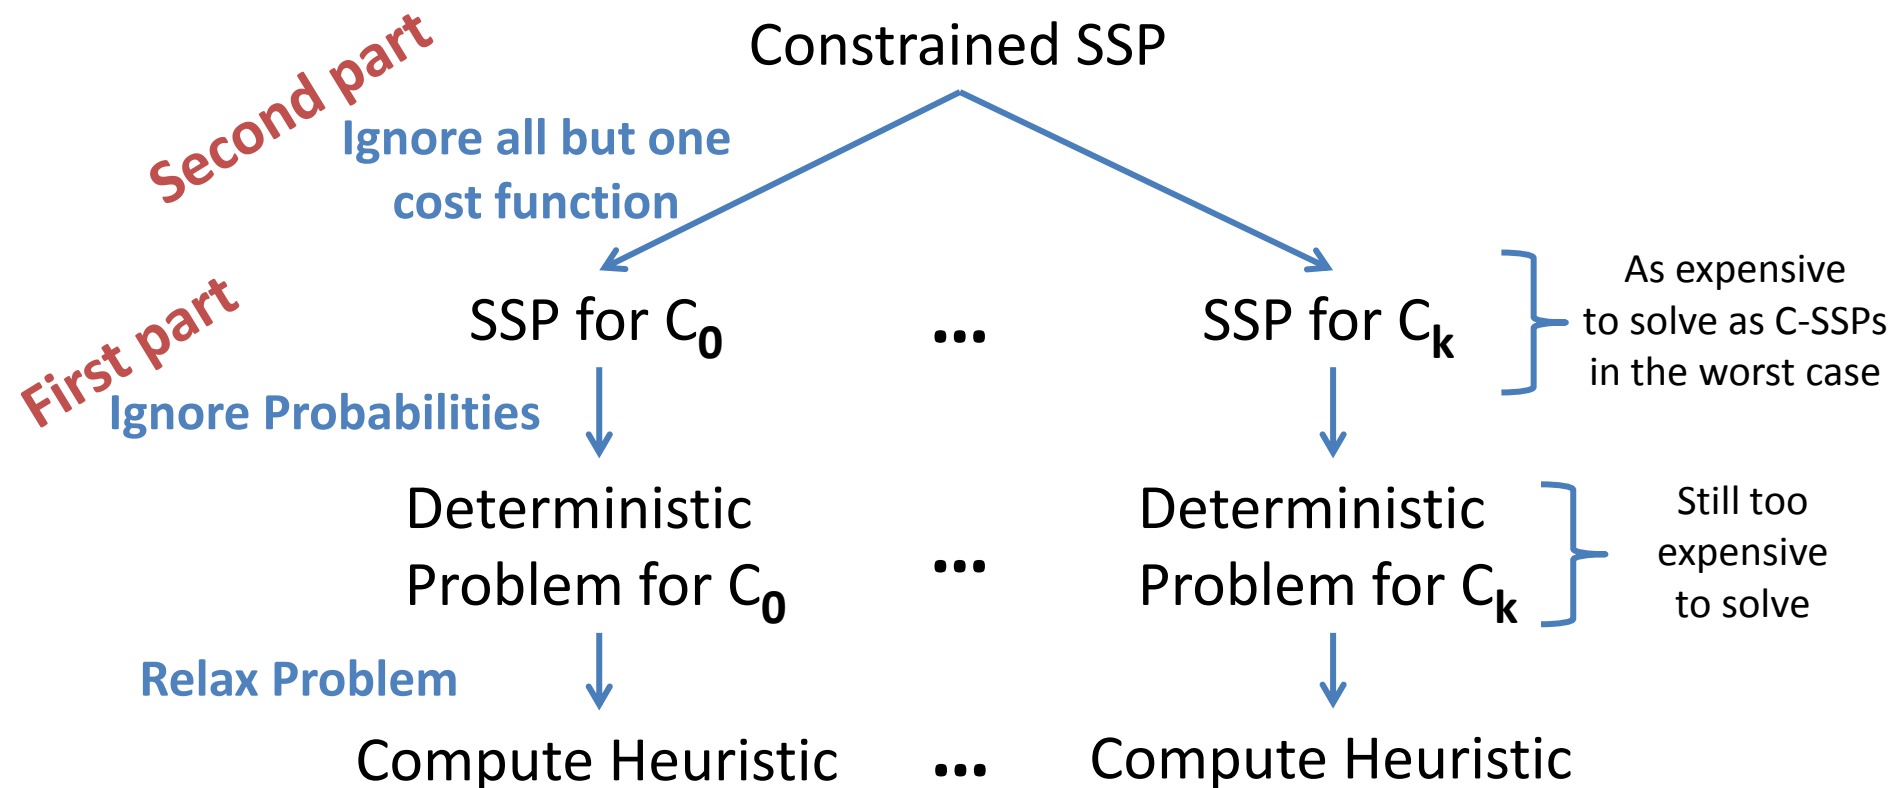 Constrained SSP
Second part
Ignore all but one
cost function
SSP for C0
...
SSP for Ck
As expensive
to solve as C-SSPs
in the worst case
First part
Ignore Probabilities
Deterministic
Problem for C0
...
Deterministic
Problem for Ck
Still too
expensive
to solve
Relax Problem
Compute Heuristic
...
Compute Heuristic